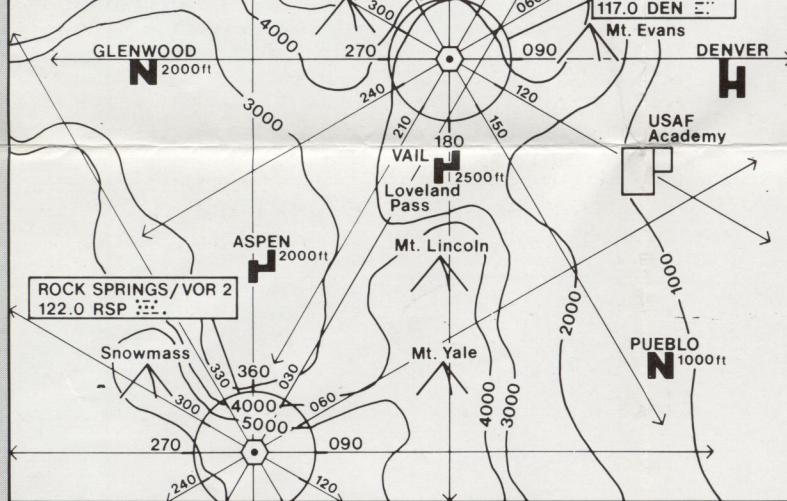 300
060
117.0 DEN
4000
Mt. Evans
GLENWOOD
270
090
DENVER
2000ft
240
120
3000
210
150
USAF
Academy
180
VAIL
2500ft
Loveland
Pass
ASPEN
2000ft
Mt. Lincoln
1000
ROCK SPRINGS/VOR 2
122.0 RSP
2000
PUEBLO
1000ft
Snowmass
Mt. Yale
330
360
030
300
4000
060
5000
4000
3000
270
090
240
120